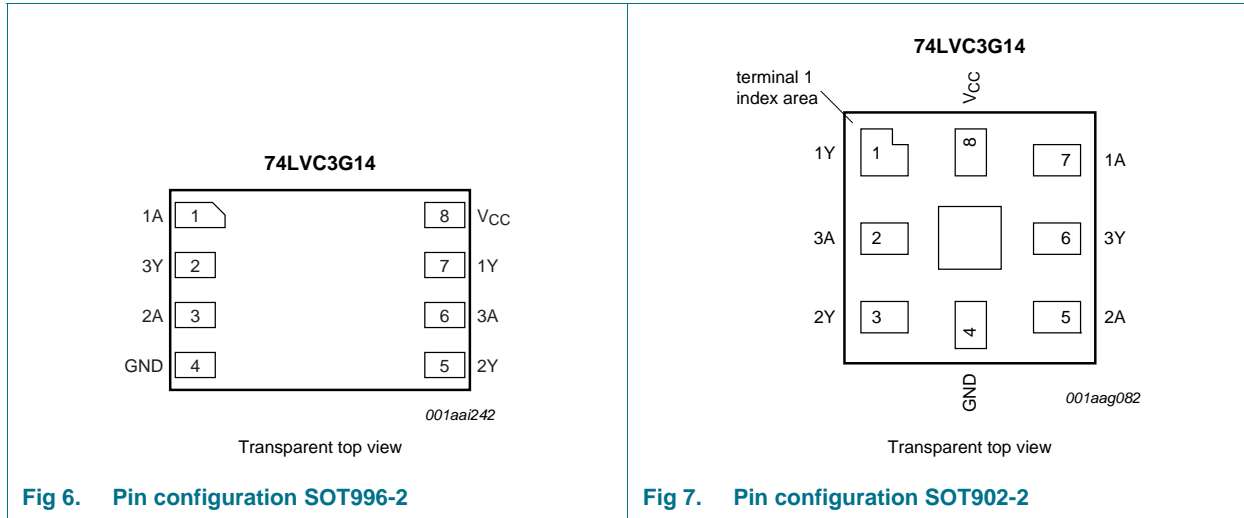 74LVC3G14
1A 1 8 VCC
3Y 2 7 1Y
2A 3 6 3A
GND 4 5 2Y
001aai242
Transparent top view
Fig 6. Pin configuration SOT996-2
74LVC3G14
terminal 1
index area
VCC
1Y 1 8 7 1A
3A 2 6 3Y
2Y 3 4 5 2A
GND
001aag082
Transparent top view
Fig 7. Pin configuration SOT902-2